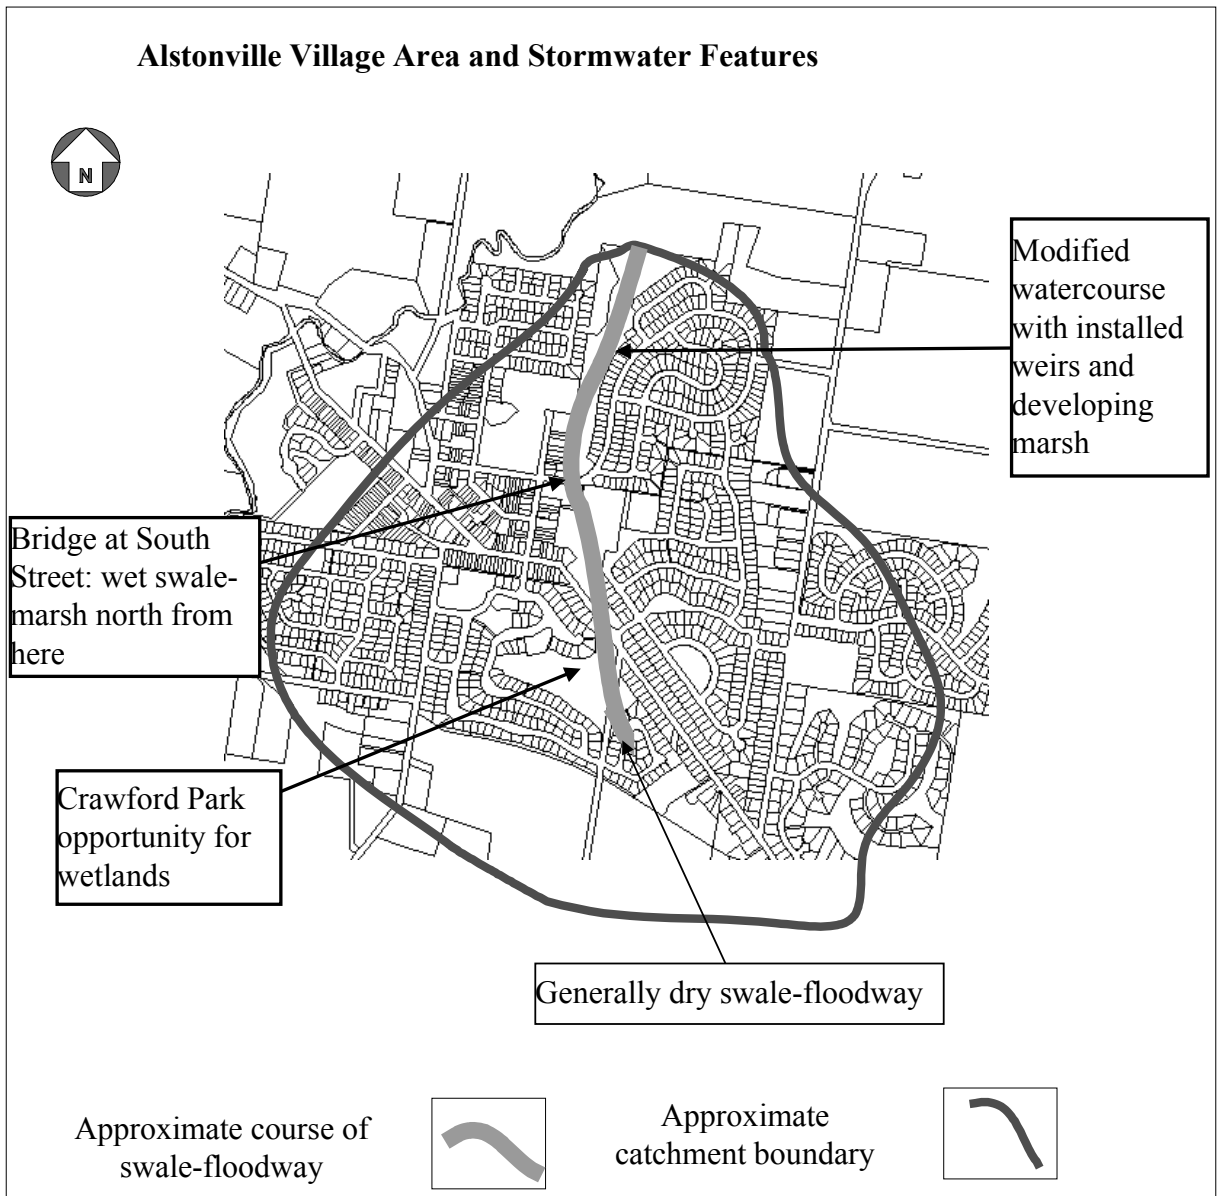 Alstonville Village Area and Stormwater Features
N
Modified
watercourse
with installed
weirs and
developing
marsh
Bridge at South
Street: wet swale-
marsh north from
here
Crawford Park
opportunity for
wetlands
Generally dry swale-floodway
Approximate course of
swale-floodway
Approximate
catchment boundary